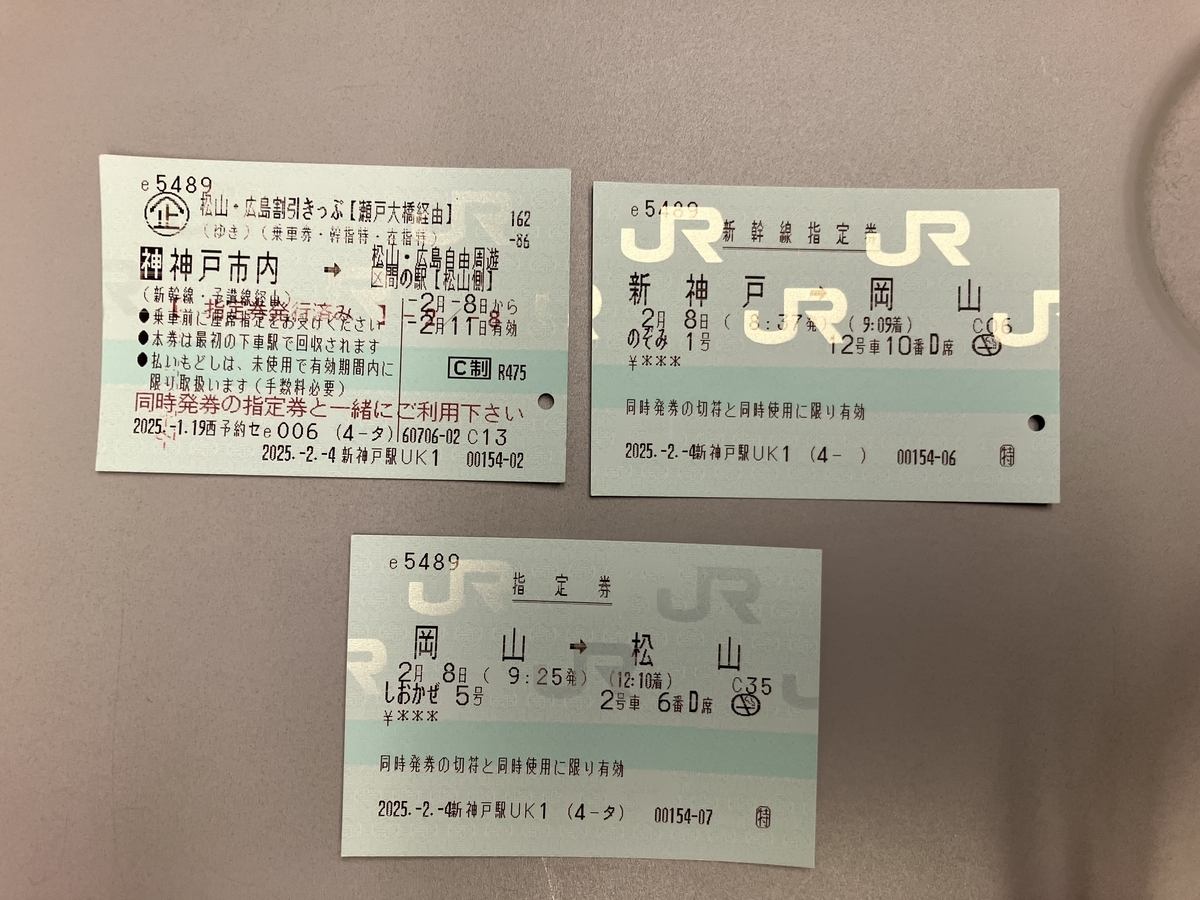 e5489
企 松山・広島割引きっぷ【瀬戸大橋経由】 162
(ゆき)(乗車券・幹指特・在指特) -86
神 神戸市内 → 松山・広島自由周遊
区間の駅【松山側】
(新幹線・予讃線経由) -2月-8日から
【 指定券発行済み 】
●乗車前に座席指定をお受けください -2月11日有効
●本券は最初の下車駅で回収されます
●払いもどしは、未使用で有効期間内に C制 R475
限り取扱います(手数料必要)
同時発券の指定券と一緒にご利用下さい
2025.-1.19西予約セe006 (4-タ) 60706-02 C13
2025.-2.-4新神戸駅UK1 00154-02
e5489
新幹線指定券
新神戸 → 岡山
2月 8日 ( 8:37発) ( 9:09着) C06
のぞみ 1号 12号車10番D席
¥***
同時発券の切符と同時使用に限り有効
2025.-2.-4新神戸駅UK1 (4- ) 00154-06 特
JR JR JR JR
e5489
指定券
岡山 → 松山
2月 8日 ( 9:25発) (12:10着) C35
しおかぜ 5号 2号車 6番D席
¥***
同時発券の切符と同時使用に限り有効
2025.-2.-4新神戸駅UK1 (4-タ) 00154-07 特
JR JR